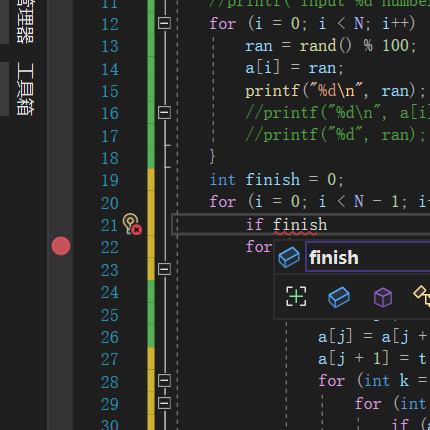 管理器
工具箱
11 //printf("input %d number
12 for (i = 0; i < N; i++)
13 ran = rand() % 100;
14 a[i] = ran;
15 printf("%d\n", ran);
16 //printf("%d\n", a[i]
17 //printf("%d", ran);
18 }
19 int finish = 0;
20 for (i = 0; i < N - 1; i+
21 if finish
22 for
finish
23
24
25
26 a[j] = a[j +
27 a[j + 1] = t
28 for (int k =
29 for (int
30 if (a